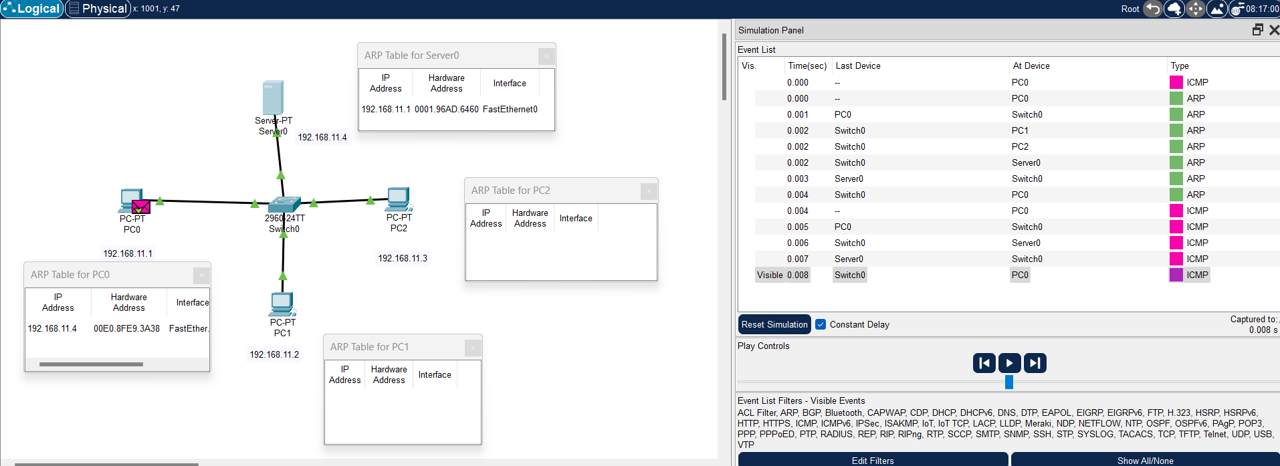 Logical Physical x: 1001, y: 47 Root 08:17:00
ARP Table for Server0
IP Address Hardware Address Interface
192.168.11.1 0001.96AD.6460 FastEthernet0
Server-PT
Server0
192.168.11.4
ARP Table for PC2
IP Address Hardware Address Interface
PC-PT
PC0
192.168.11.1
2960-24TT
Switch0
PC-PT
PC2
192.168.11.3
ARP Table for PC0
IP Address Hardware Address Interface
192.168.11.4 00E0.8FE9.3A38 FastEther.
PC-PT
PC1
192.168.11.2
ARP Table for PC1
IP Address Hardware Address Interface
Simulation Panel
Event List
Vis. Time(sec) Last Device At Device Type
0.000 -- PC0 ICMP
0.000 -- PC0 ARP
0.001 PC0 Switch0 ARP
0.002 Switch0 PC1 ARP
0.002 Switch0 PC2 ARP
0.002 Switch0 Server0 ARP
0.003 Server0 Switch0 ARP
0.004 Switch0 PC0 ARP
0.004 -- PC0 ICMP
0.005 PC0 Switch0 ICMP
0.006 Switch0 Server0 ICMP
0.007 Server0 Switch0 ICMP
Visible 0.008 Switch0 PC0 ICMP
Reset Simulation Constant Delay Captured to:
0.008 s
Play Controls
Event List Filters - Visible Events
ACL Filter, ARP, BGP, Bluetooth, CAPWAP, CDP, DHCP, DHCPv6, DNS, DTP, EAPOL, EIGRP, EIGRPv6, FTP, H.323, HSRP, HSRPv6,
HTTP, HTTPS, ICMP, ICMPv6, IPSec, ISAKMP, IoT, IoT TCP, LACP, LLDP, Meraki, NDP, NETFLOW, NTP, OSPF, OSPFv6, PAgP, POP3,
PPP, PPPoED, PTP, RADIUS, REP, RIP, RIPng, RTP, SCCP, SMTP, SNMP, SSH, STP, SYSLOG, TACACS, TCP, TFTP, Telnet, UDP, USB,
VTP
Edit Filters Show All/None